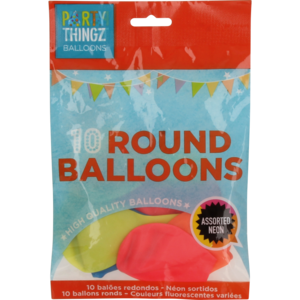 PARTY
THINGZ
BALLOONS
10 ROUND
BALLOONS
HIGH QUALITY BALLOONS
ASSORTED
NEON
10 balões redondos - Néon sortidos
10 ballons ronds - Couleurs fluorescentes variées